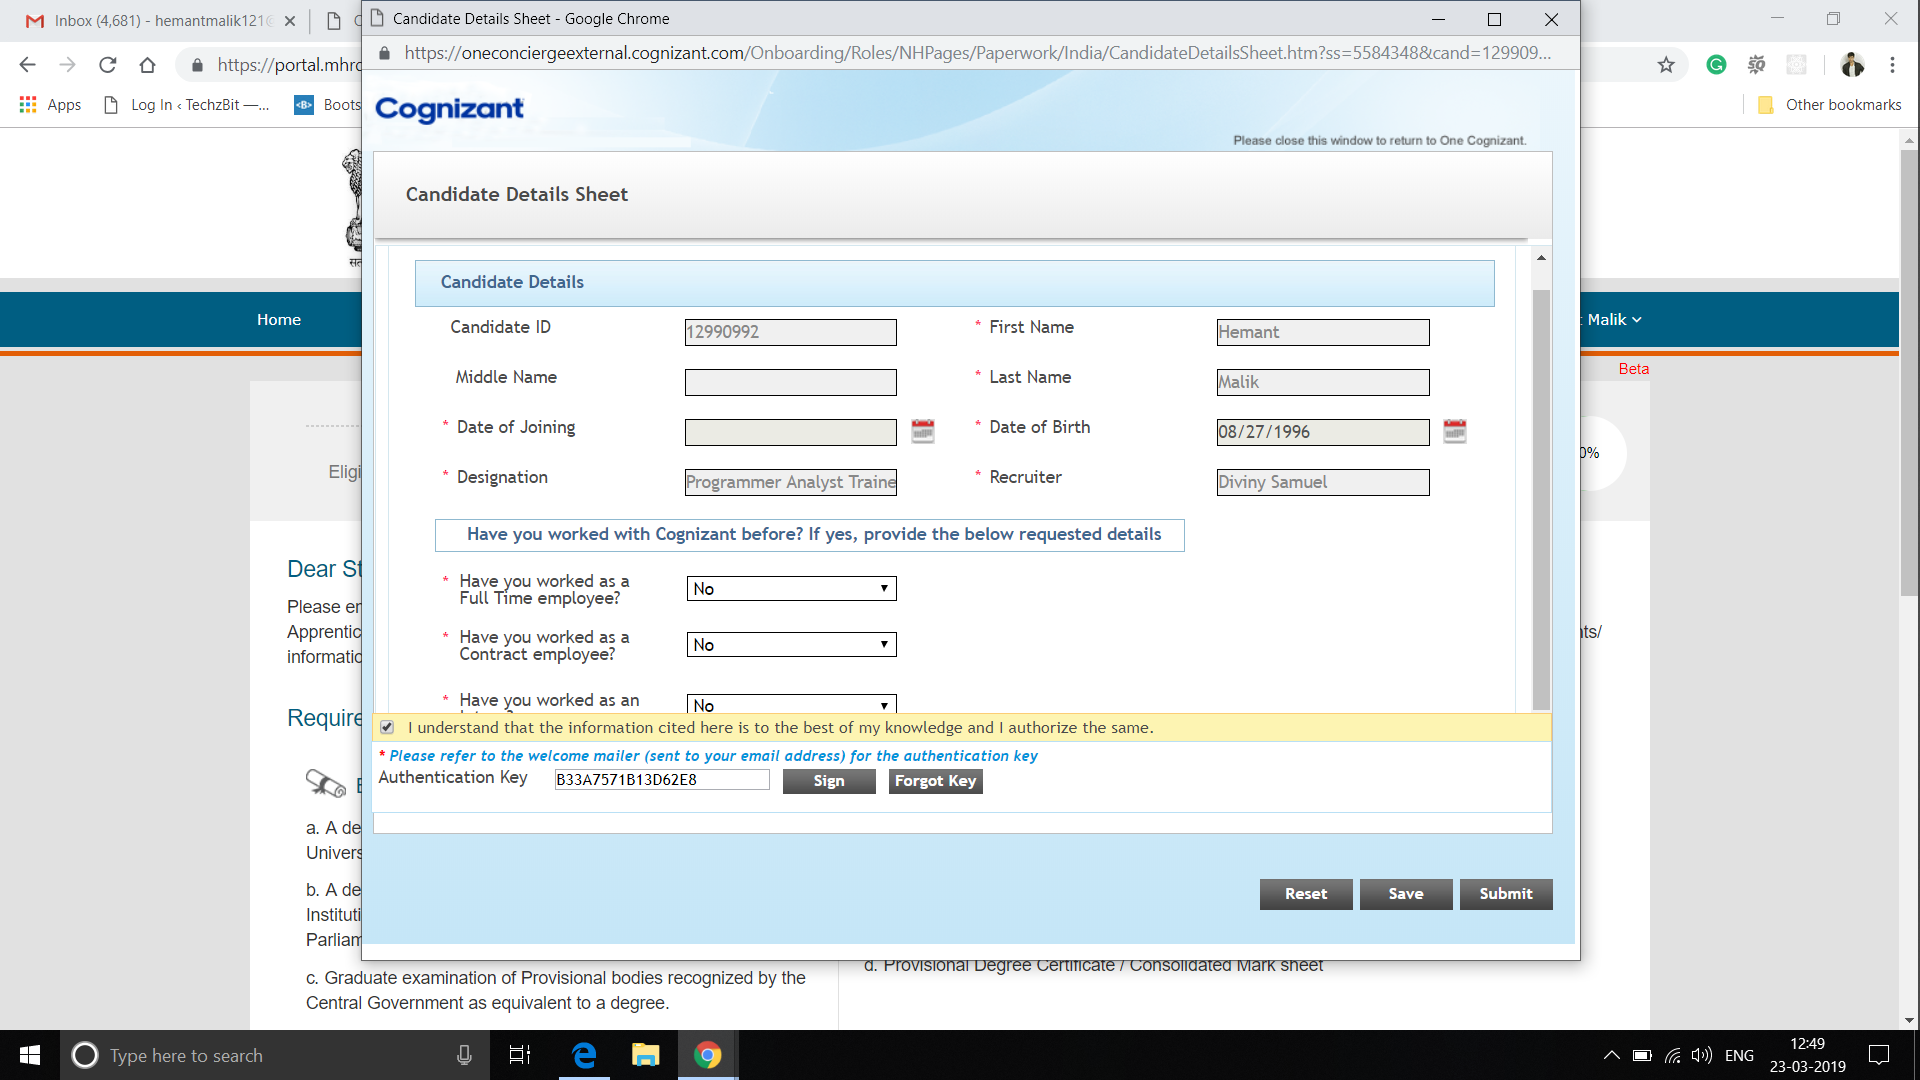 Inbox (4,681) - hemantmalik121@
Candidate Details Sheet - Google Chrome
https://portal.mhrd
https://oneconciergeexternal.cognizant.com/Onboarding/Roles/NHPages/Paperwork/India/CandidateDetailsSheet.htm?ss=5584348&cand=129909...
Apps
Log In ‹ TechzBit —...
Boots
Other bookmarks
Cognizant
Please close this window to return to One Cognizant.
Candidate Details Sheet
Home
Malik
Beta
0%
Candidate Details
Candidate ID
12990992
* First Name
Hemant
Middle Name
* Last Name
Malik
* Date of Joining
* Date of Birth
08/27/1996
* Designation
Programmer Analyst Traine
* Recruiter
Diviny Samuel
Have you worked with Cognizant before? If yes, provide the below requested details
* Have you worked as a
Full Time employee?
No
* Have you worked as a
Contract employee?
No
* Have you worked as an
No
I understand that the information cited here is to the best of my knowledge and I authorize the same.
* Please refer to the welcome mailer (sent to your email address) for the authentication key
Authentication Key
B33A7571B13D62E8
Sign
Forgot Key
Reset
Save
Submit
Eligi
Dear St
Please en
Apprentic
informatio
nts/
Require
a. A de
Univers
b. A de
Instituti
Parliam
c. Graduate examination of Provisional bodies recognized by the
Central Government as equivalent to a degree.
d. Provisional Degree Certificate / Consolidated Mark sheet
Type here to search
ENG
12:49
23-03-2019